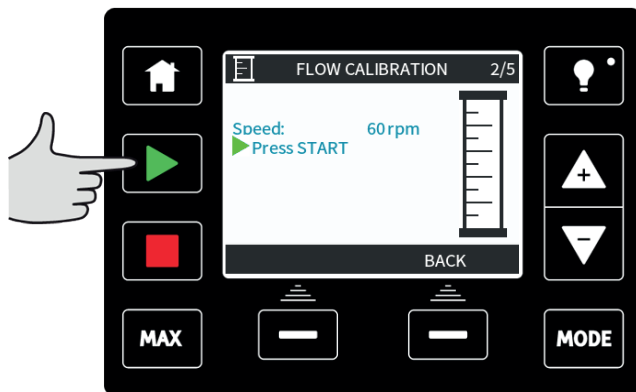 FLOW CALIBRATION 2/5
Speed: 60 rpm
Press START
BACK
MAX
MODE